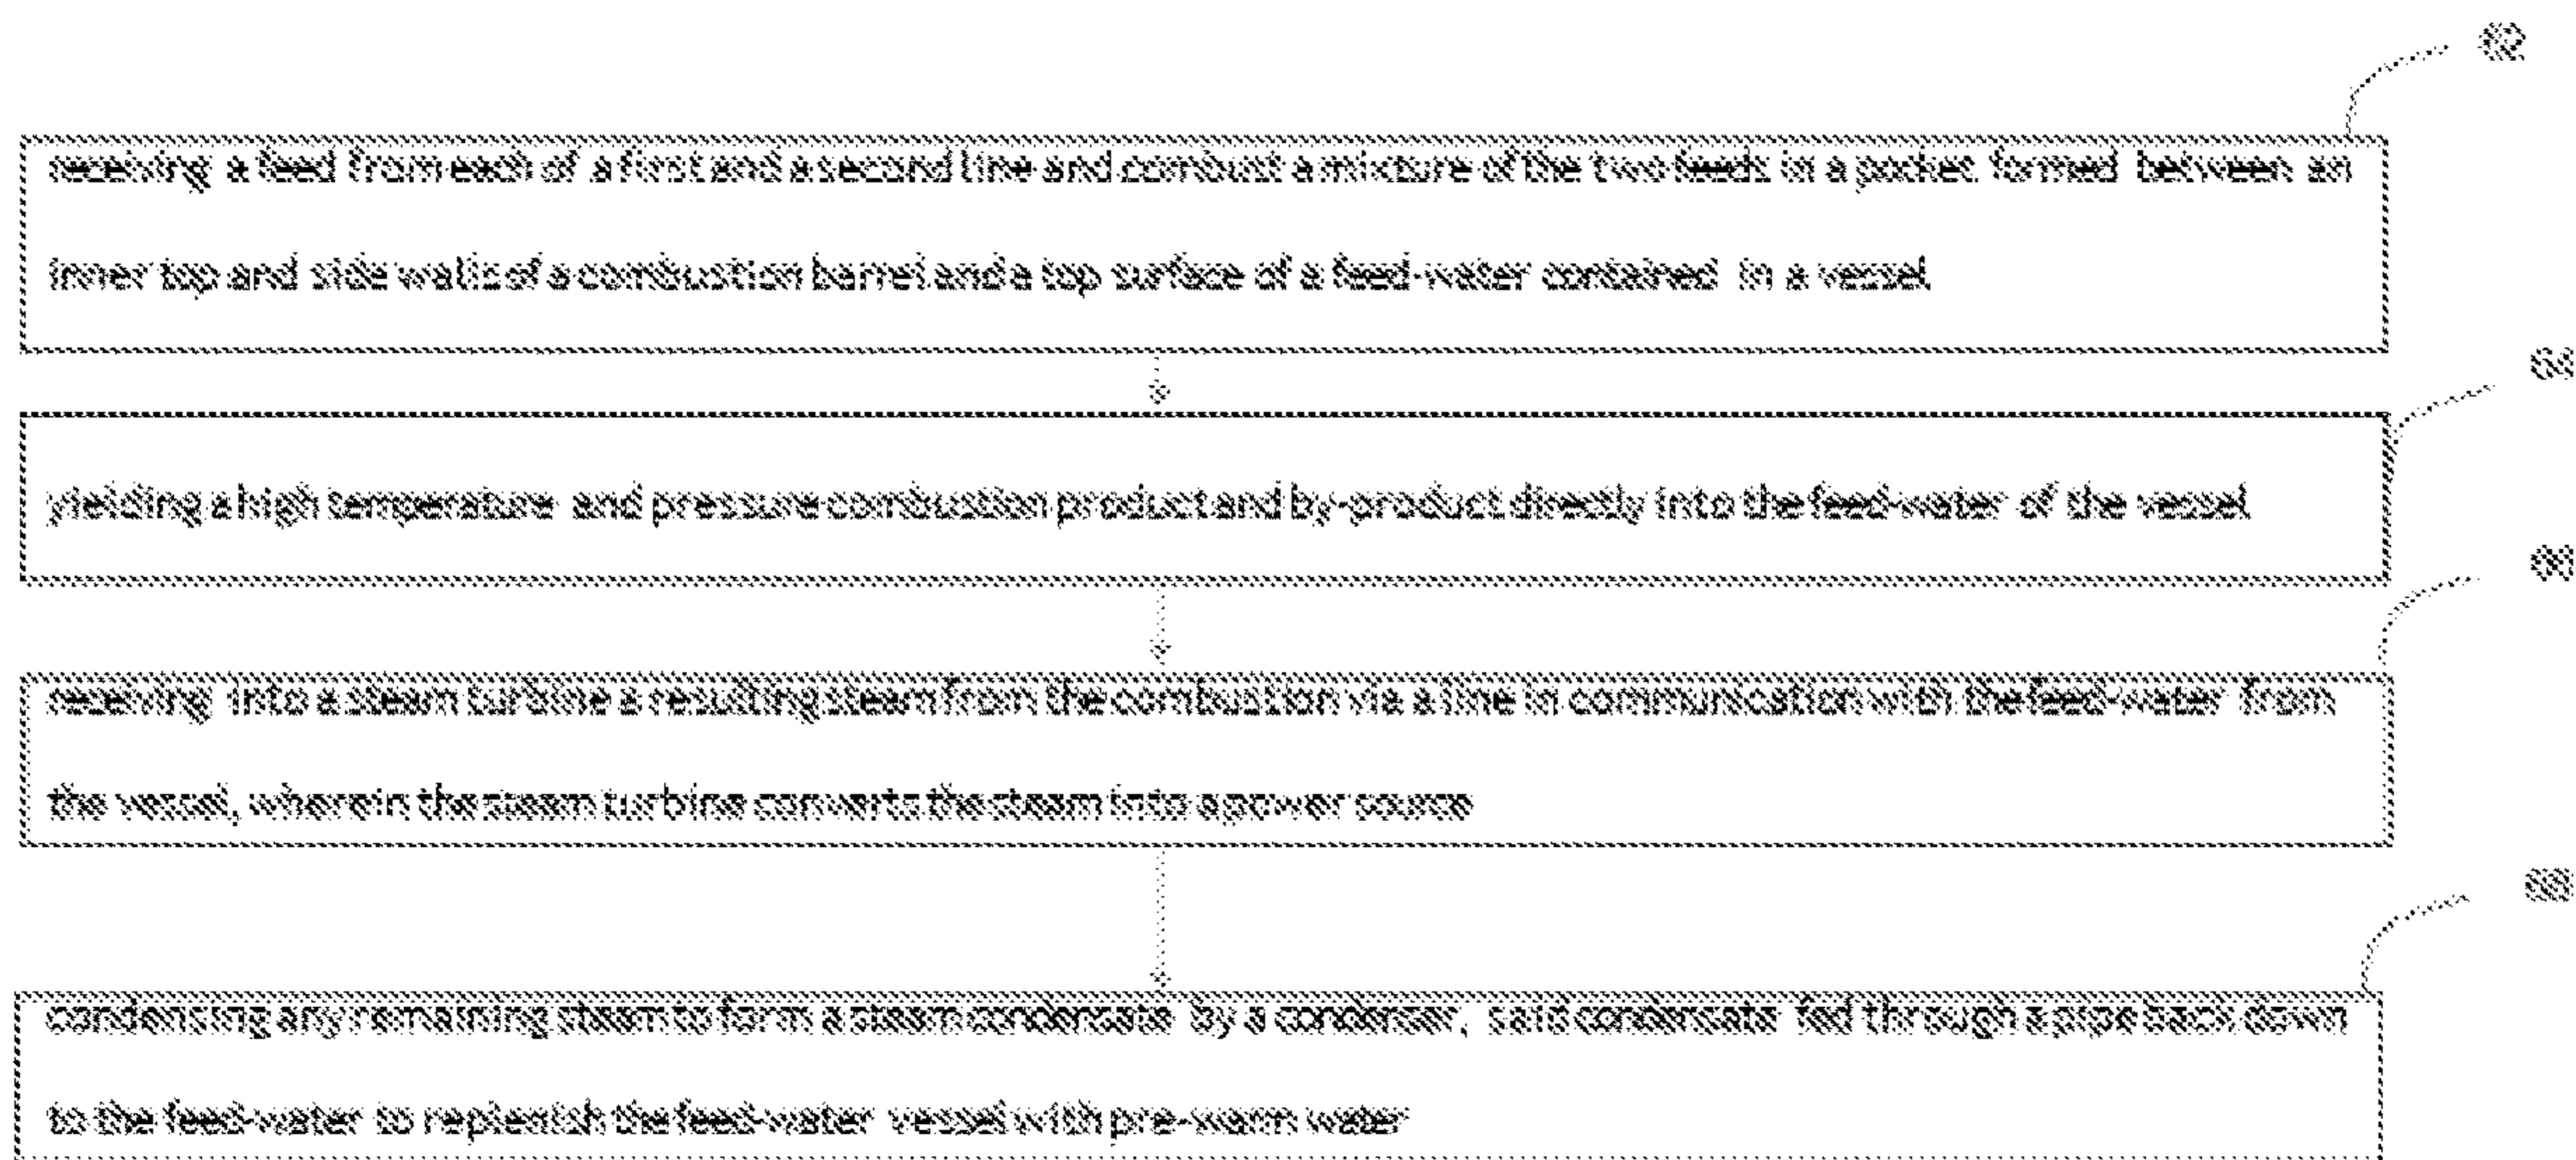 receiving a feed from each of a first and a second line and combust a mixture of the two feeds in a pocket formed between an
inner top and side walls of a combustion barrel and a top surface of a feed-water contained in a vessel
yielding a high temperature and pressure combustion product and by-product directly into the feed-water of the vessel
receiving into a steam turbine a resulting steam from the combustion via a line in communication with the feed-water from
the vessel, wherein the steam turbine converts the steam into a power source
condensing any remaining steam to form a steam condensate by a condenser, said condensate fed through a pipe back down
to the feed-water to replenish the feed-water vessel with pre-warm water